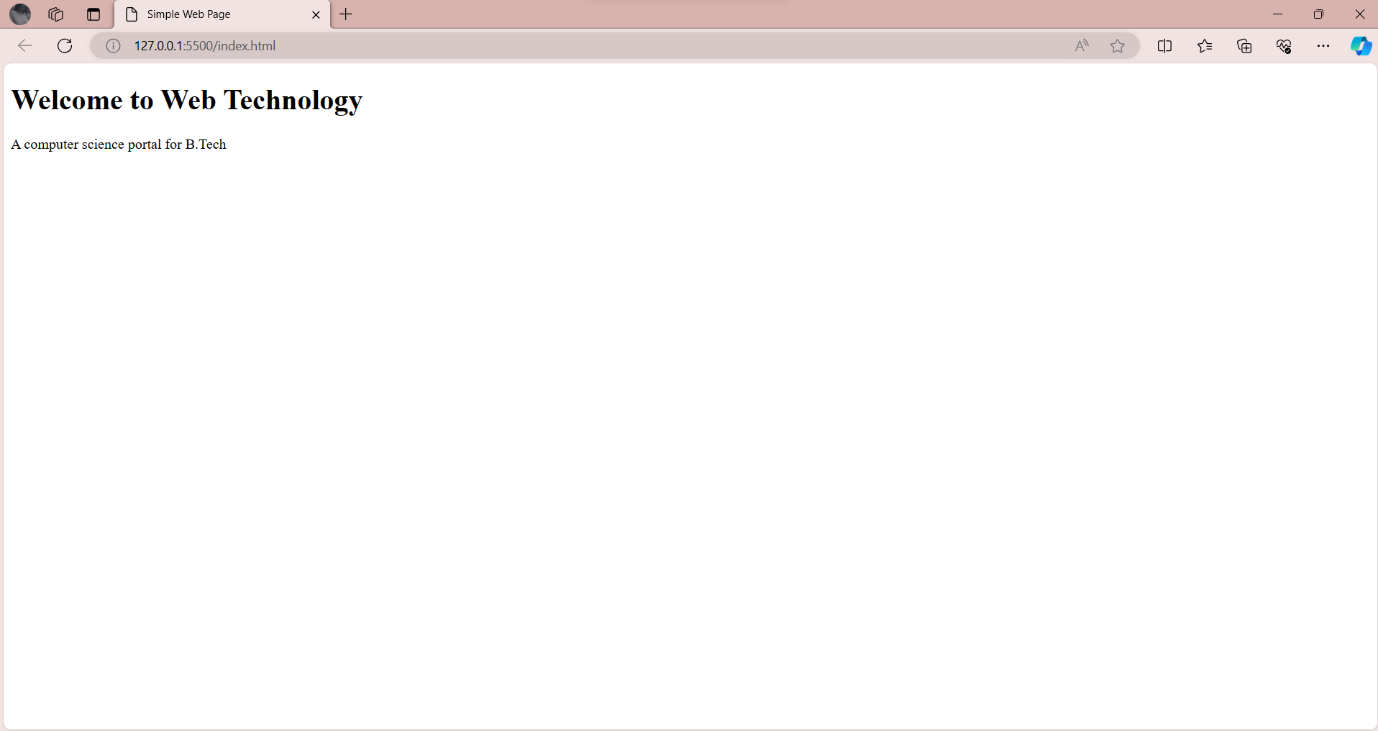 Simple Web Page
127.0.0.1:5500/index.html
Welcome to Web Technology
A computer science portal for B.Tech